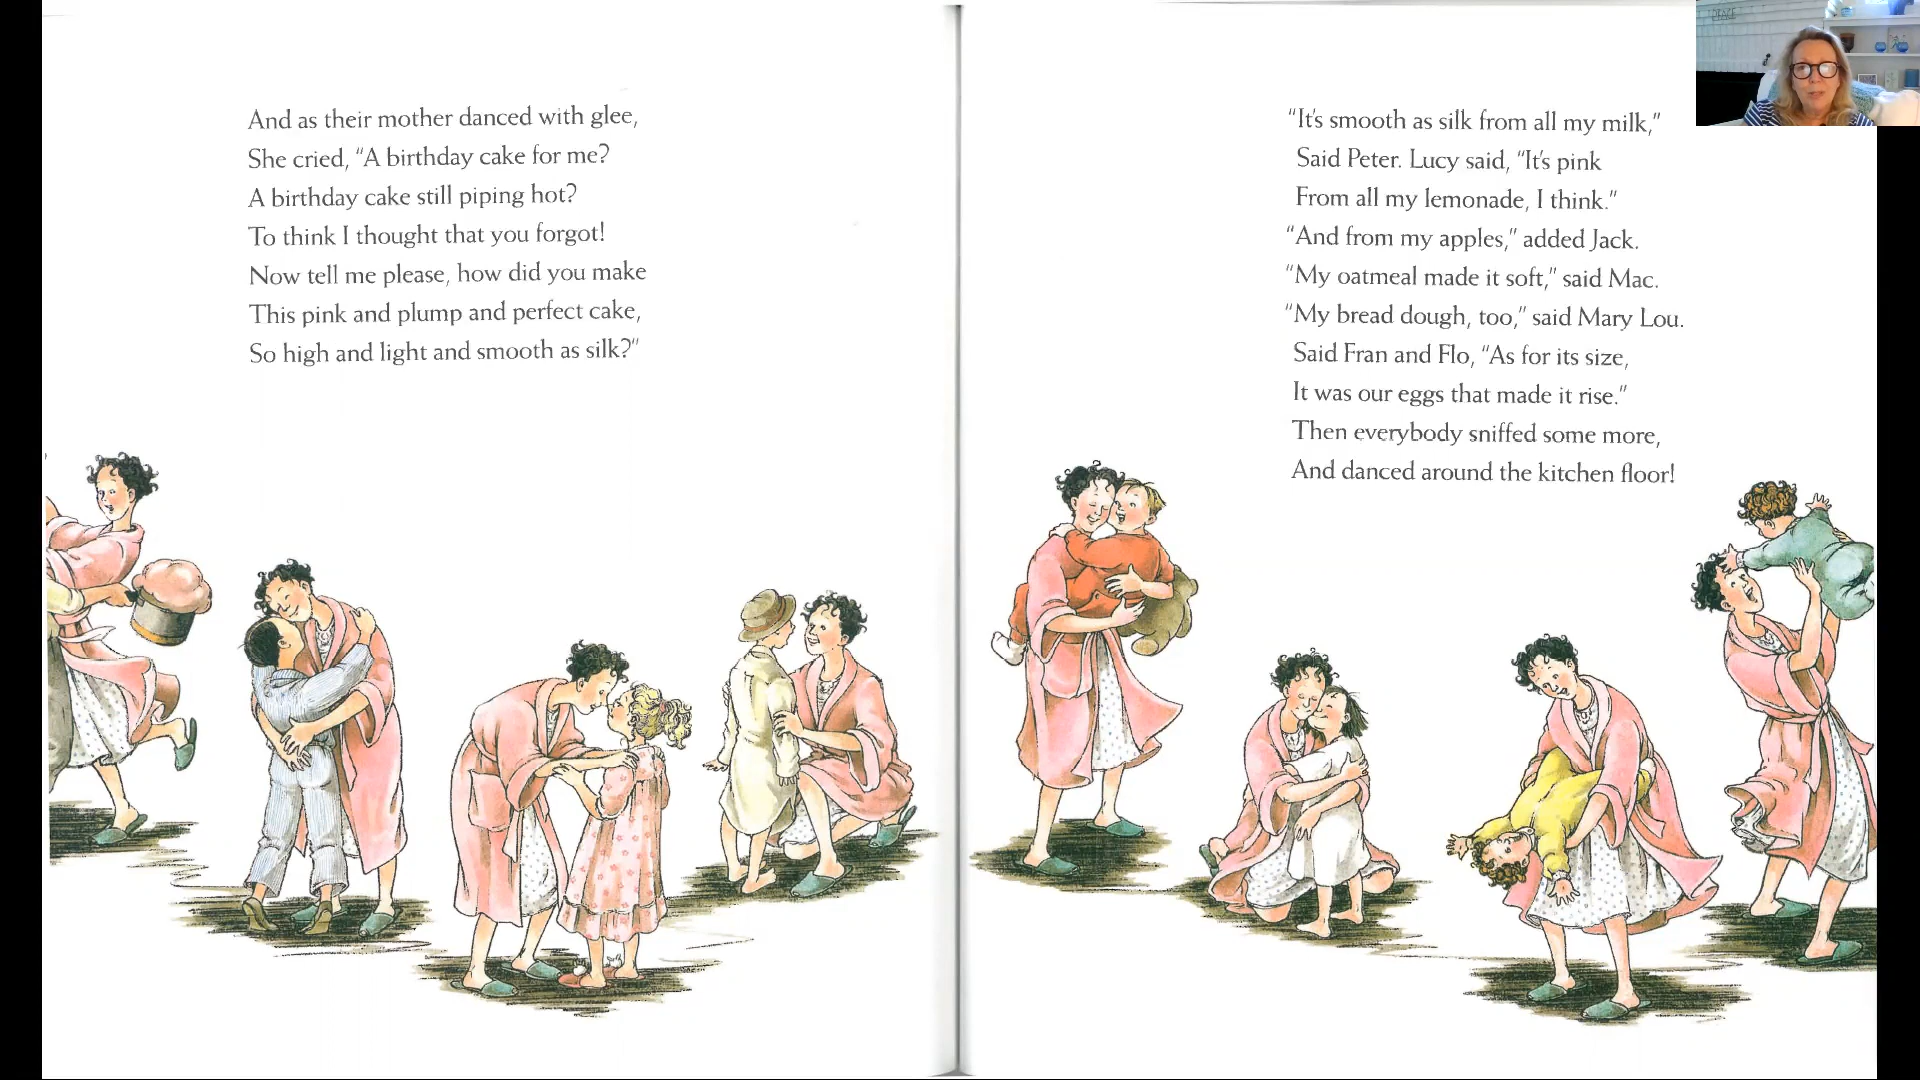 And as their mother danced with glee,
She cried, “A birthday cake for me?
A birthday cake still piping hot?
To think I thought that you forgot!
Now tell me please, how did you make
This pink and plump and perfect cake,
So high and light and smooth as silk?”
“It’s smooth as silk from all my milk,”
Said Peter. Lucy said, “It’s pink
From all my lemonade, I think.”
“And from my apples,” added Jack.
“My oatmeal made it soft,” said Mac.
“My bread dough, too,” said Mary Lou.
Said Fran and Flo, “As for its size,
It was our eggs that made it rise.”
Then everybody sniffed some more,
And danced around the kitchen floor!